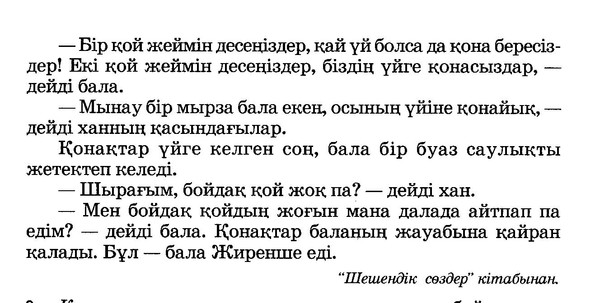 — Бір қой жеймін десеңіздер, қай үй болса да қона бересіз-
дер! Екі қой жеймін десеңіздер, біздің үйге қонасыздар, —
дейді бала.
— Мынау бір мырза бала екен, осының үйіне қонайық, —
дейді ханның қасындағылар.
Қонақтар үйге келген соң, бала бір буаз саулықты
жетектеп келеді.
— Шырағым, бойдақ қой жоқ па? — дейді хан.
— Мен бойдақ қойдың жоғын мана далада айтпап па
едім? — дейді бала. Қонақтар баланың жауабына қайран
қалады. Бұл — бала Жиренше еді.
"Шешендік сөздер" кітабынан.